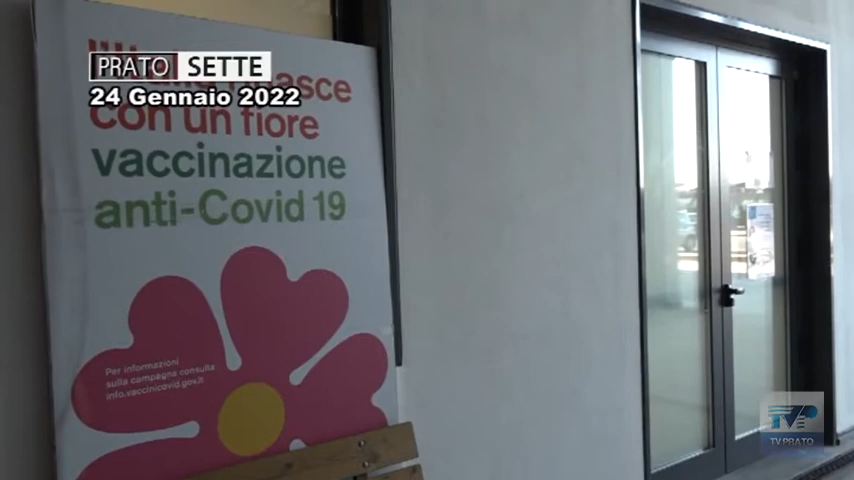 PRATO SETTE
24 Gennaio 2022
con un fiore
vaccinazione
anti-Covid 19
Per informazioni
sulla campagna consulta
info.vaccinicovid.gov.it
TV PRATO